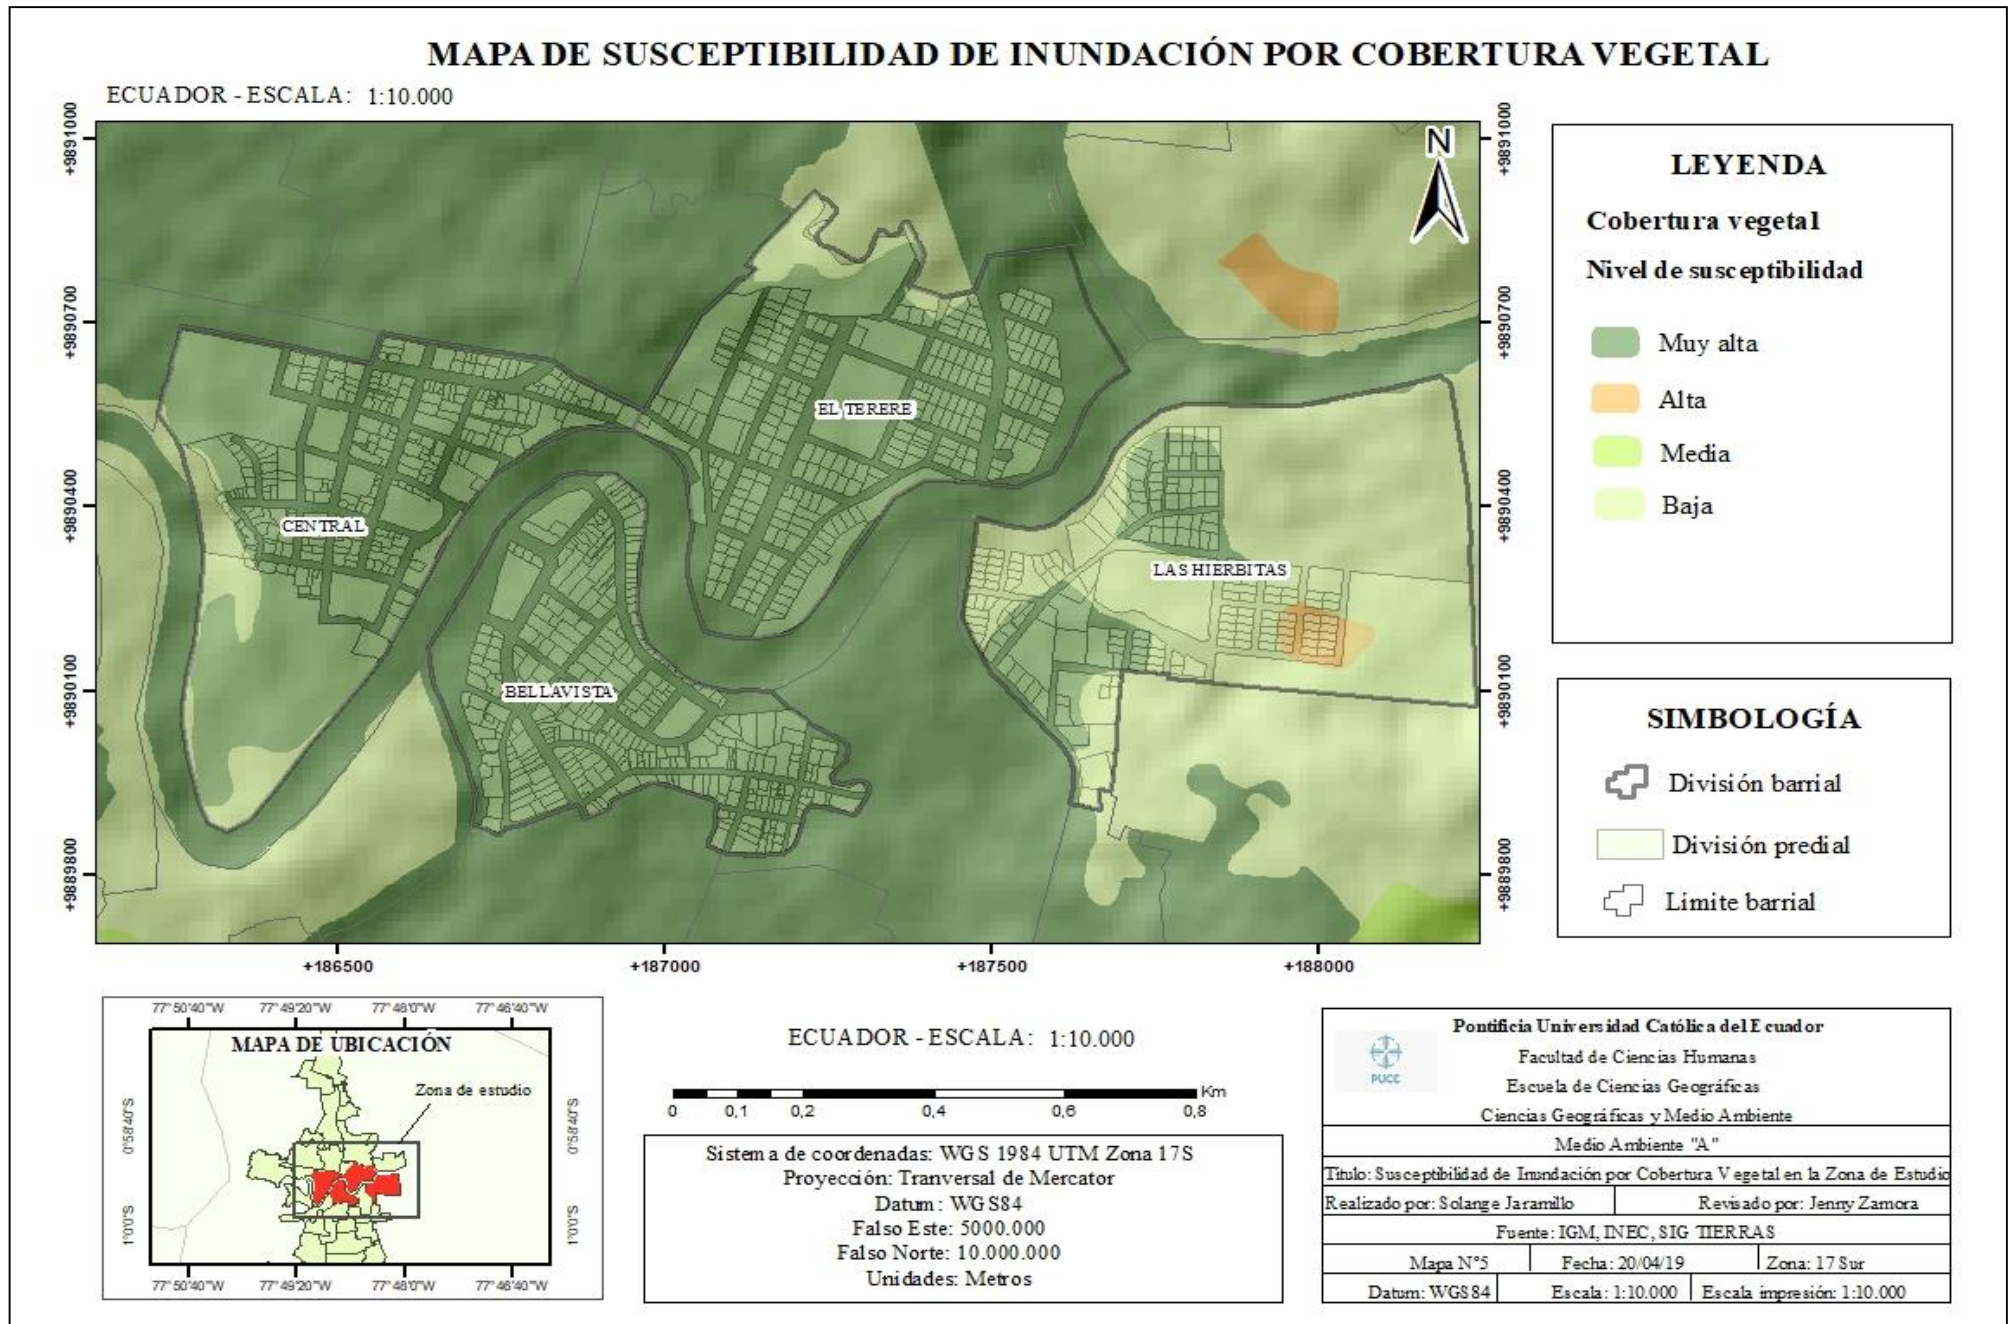 MAPA DE SUSCEPTIBILIDAD DE INUNDACIÓN POR COBERTURA VEGETAL
ECUADOR - ESCALA: 1:10.000
+9891000
+9891000
N
+9890700
+9890700
EL TERERE
+9890400
+9890400
CENTRAL
LAS HIERBITAS
+9890100
+9890100
BELLAVISTA
+9889800
+9889800
+186500
+187000
+187500
+188000
LEYENDA
Cobertura vegetal
Nivel de susceptibilidad
Muy alta
Alta
Media
Baja
SIMBOLOGÍA
División barrial
División predial
Límite barrial
77°50'40"W
77°49'20"W
77°48'0"W
77°46'40"W
MAPA DE UBICACIÓN
Zona de estudio
0°58'40"S
0°58'40"S
1°0'0"S
1°0'0"S
77°50'40"W
77°49'20"W
77°48'0"W
77°46'40"W
ECUADOR - ESCALA: 1:10.000
Km
0 0,1 0,2 0,4 0,6 0,8
Sistema de coordenadas: WGS 1984 UTM Zona 17S
Proyección: Tranversal de Mercator
Datum: WGS84
Falso Este: 5000.000
Falso Norte: 10.000.000
Unidades: Metros
PUCE
Pontificia Universidad Católica del Ecuador
Facultad de Ciencias Humanas
Escuela de Ciencias Geográficas
Ciencias Geográficas y Medio Ambiente
Medio Ambiente "A"
Título: Susceptibilidad de Inundación por Cobertura Vegetal en la Zona de Estudio
Realizado por: Solange Jaramillo Revisado por: Jenny Zamora
Fuente: IGM, INEC, SIG TIERRAS
Mapa N°5 Fecha: 20/04/19 Zona: 17 Sur
Datum: WGS84 Escala: 1:10.000 Escala impresión: 1:10.000